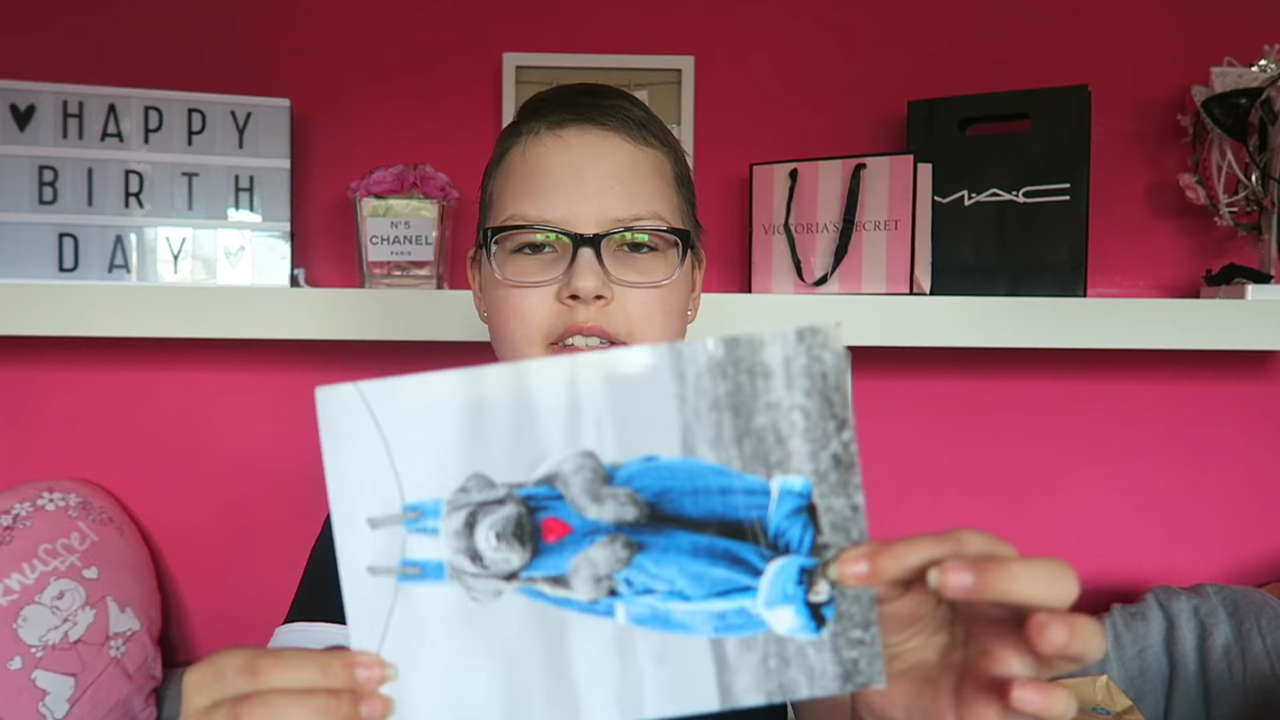 ♥ HAPPY
BIRTH
DAY ♥
N°5
CHANEL
PARIS
VICTORIA'S SECRET
M·A·C
knuffel